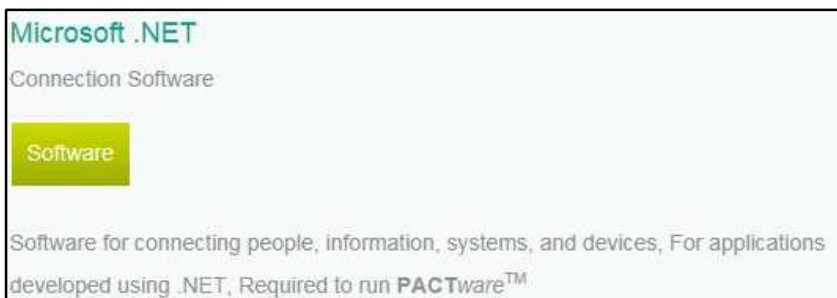 Microsoft .NET
Connection Software
Software
Software for connecting people, information, systems, and devices, For applications
developed using .NET, Required to run PACTware™